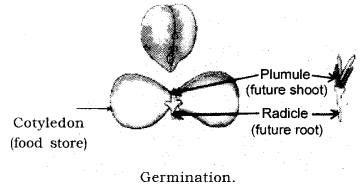 Plumule
(future shoot)
Radicle
(future root)
Cotyledon
(food store)
Germination.